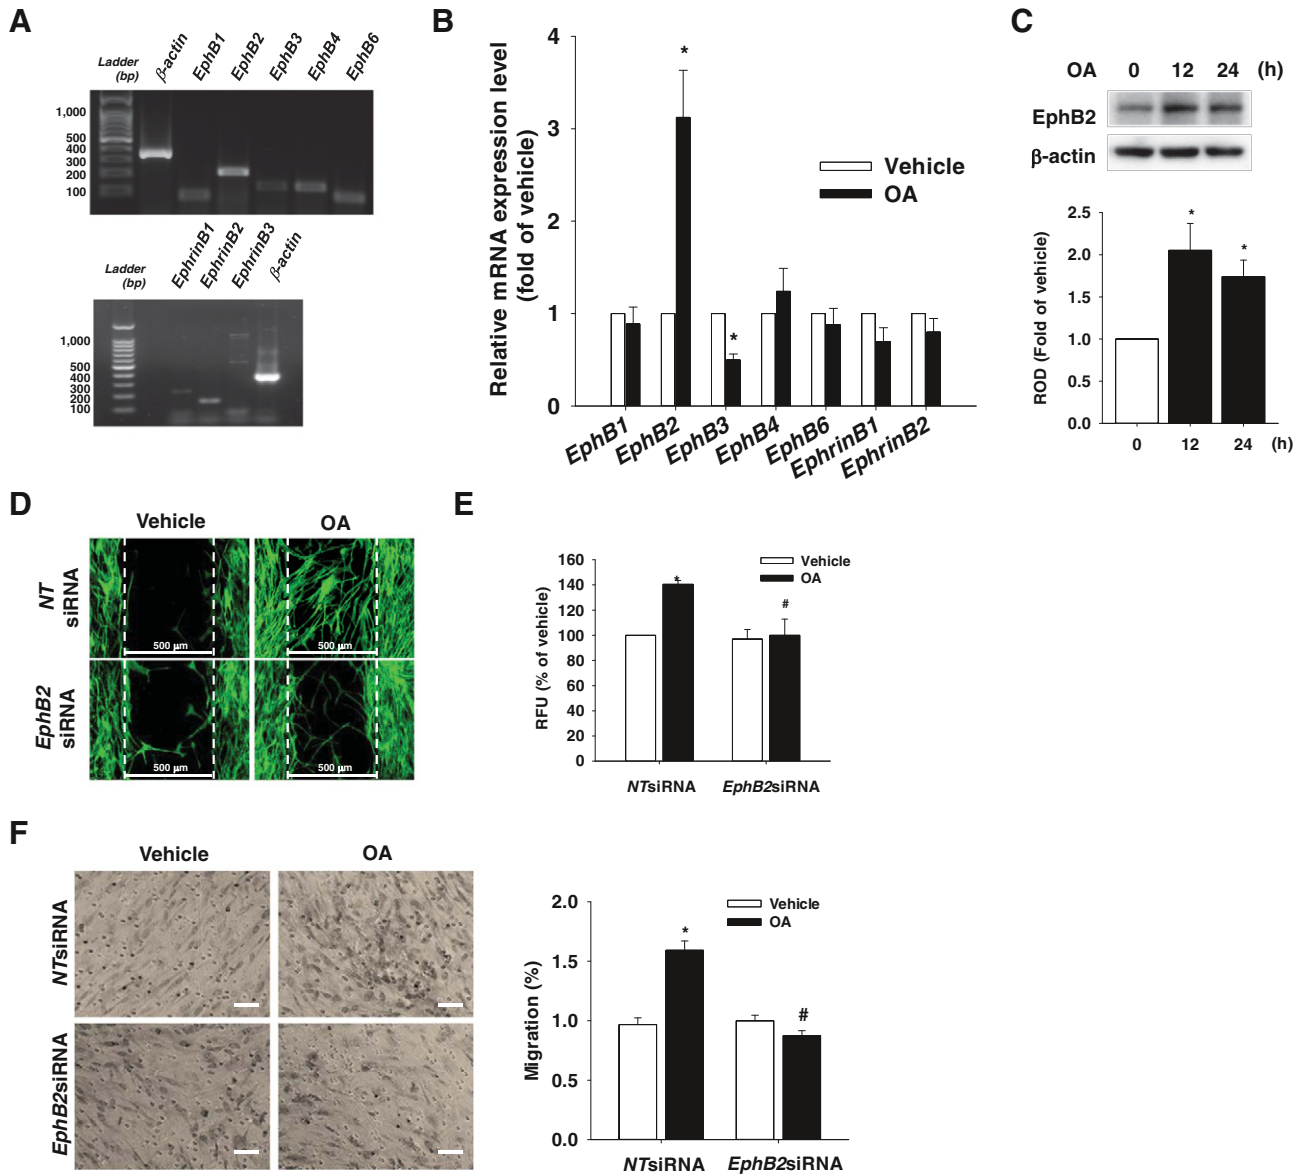 A
Ladder (bp) β-actin EphB1 EphB2 EphB3 EphB4 EphB6
1,000
500
400
300
200
100
Ladder (bp) EphrinB1 EphrinB2 EphrinB3 β-actin
1,000
500
400
300
200
100
B
Relative mRNA expression level
(fold of vehicle)
4
3
2
1
0
*
*
Vehicle
OA
EphB1 EphB2 EphB3 EphB4 EphB6 EphrinB1 EphrinB2
C
OA 0 12 24 (h)
EphB2
β-actin
ROD (Fold of vehicle)
2.5
2.0
1.5
1.0
0.5
0.0
*
*
0 12 24 (h)
D
Vehicle OA
NT siRNA
500 µm 500 µm
EphB2 siRNA
500 µm 500 µm
E
RFU (% of vehicle)
160
140
120
100
80
60
40
20
0
Vehicle
OA
*
#
NTsiRNA EphB2siRNA
F
Vehicle OA
NTsiRNA
EphB2siRNA
Migration (%)
2.0
1.5
1.0
0.5
0.0
Vehicle
OA
*
#
NTsiRNA EphB2siRNA